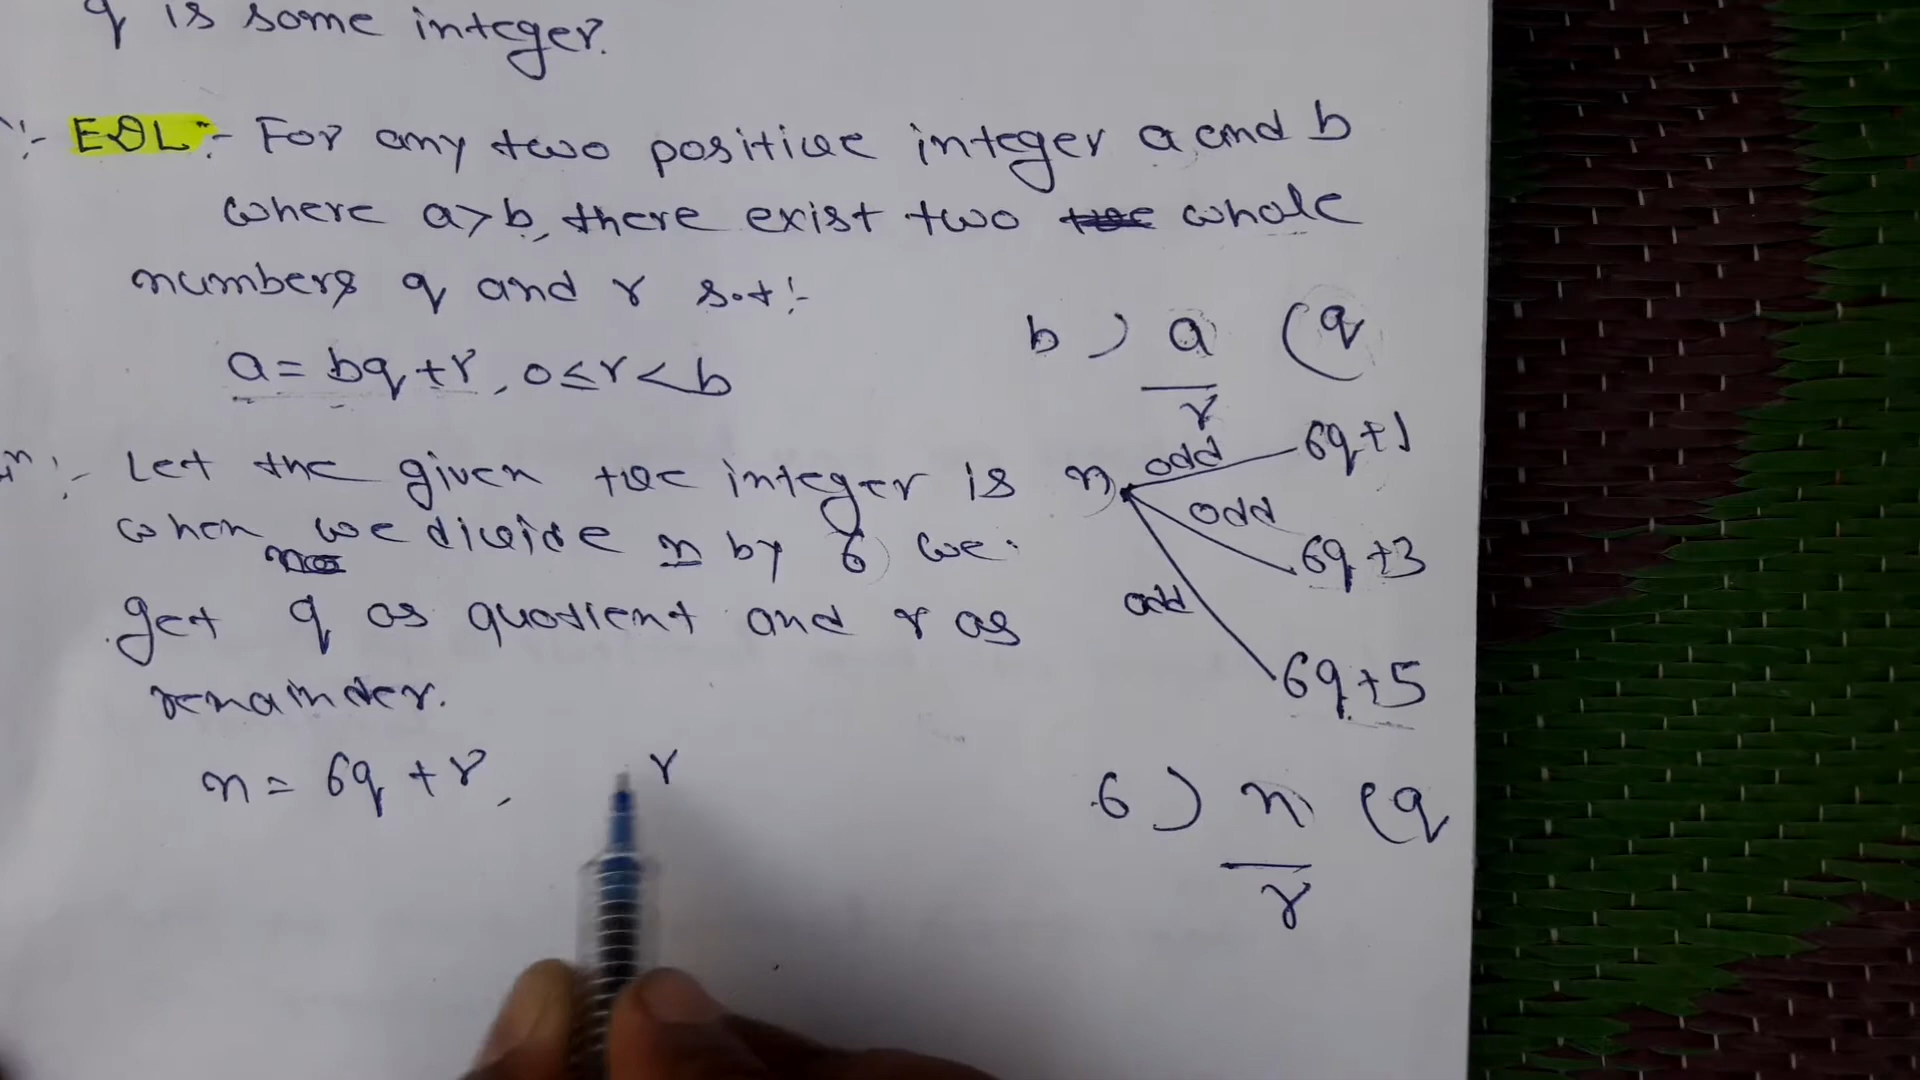 q is some integer.
:- EDL:- For any two positive integer a and b
where a>b, there exist two whole
numbers q and r s.t:-
a = bq+r, 0≤r<b
b ) a ( q
r
n:- Let the given +ve integer is n
when we divide n by 6 we
get q as quotient and r as
remainder.
odd 6q+1
odd 6q+3
odd 6q+5
n = 6q + r, r
6 ) n ( q
r